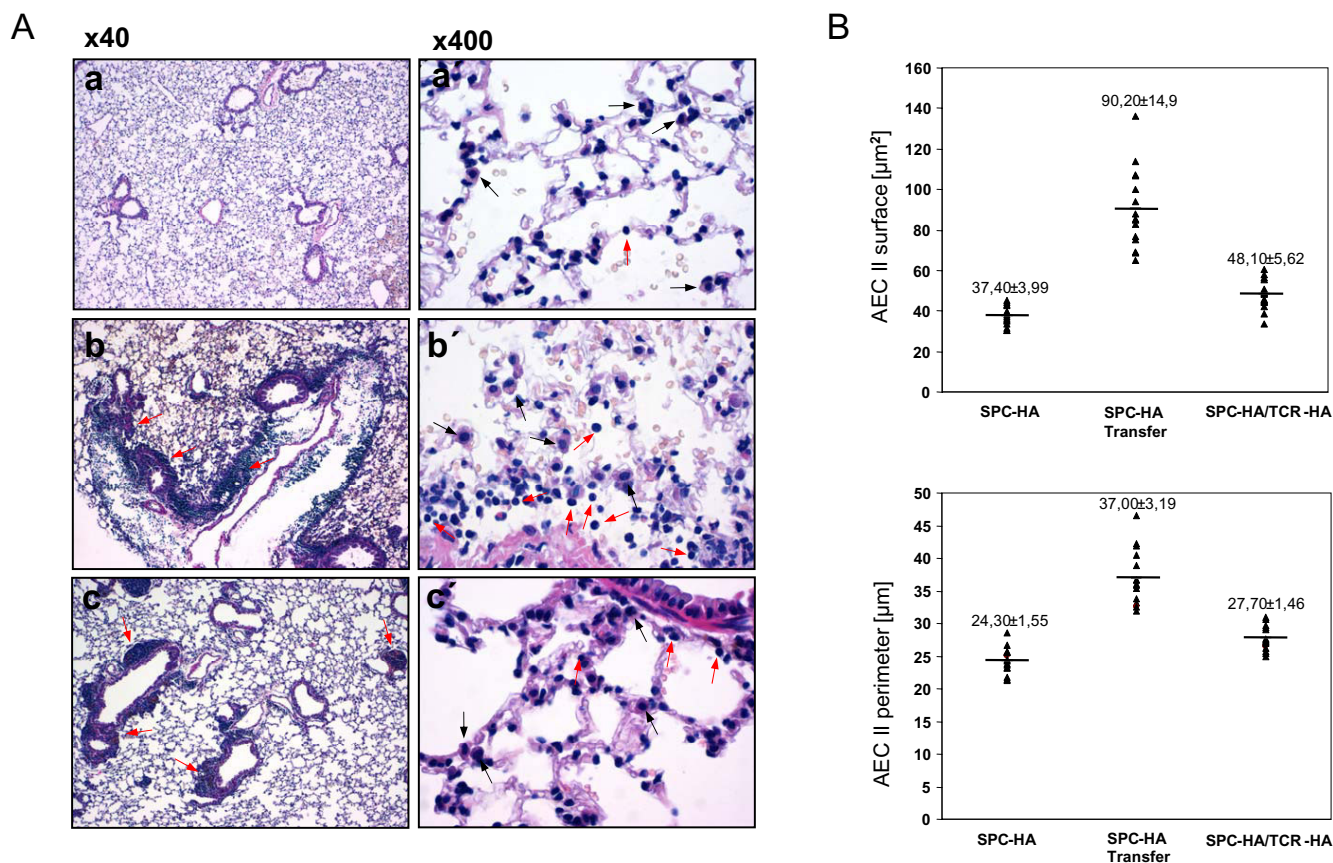 A
x40
x400
a
a´
b
b´
c
c´
B
AEC II surface [µm²]
160
140
120
100
80
60
40
20
0
90,20±14,9
37,40±3,99
48,10±5,62
SPC-HA
SPC-HA
Transfer
SPC-HA/TCR-HA
AEC II perimeter [µm]
50
45
40
35
30
25
20
15
10
5
0
37,00±3,19
24,30±1,55
27,70±1,46
SPC-HA
SPC-HA
Transfer
SPC-HA/TCR-HA